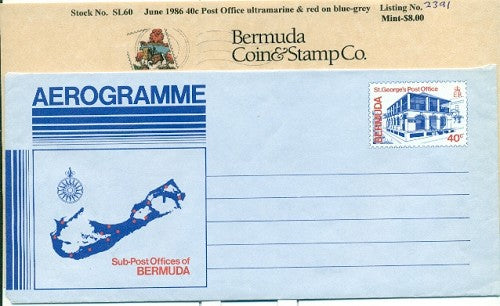 Stock No. SL60 June 1986 40c Post Office ultramarine & red on blue-grey Listing No. 2391
Mint-$8.00
Bermuda
Coin & Stamp Co.
AEROGRAMME
St. George's Post Office
E II R
BERMUDA
40c
Sub-Post Offices of
BERMUDA